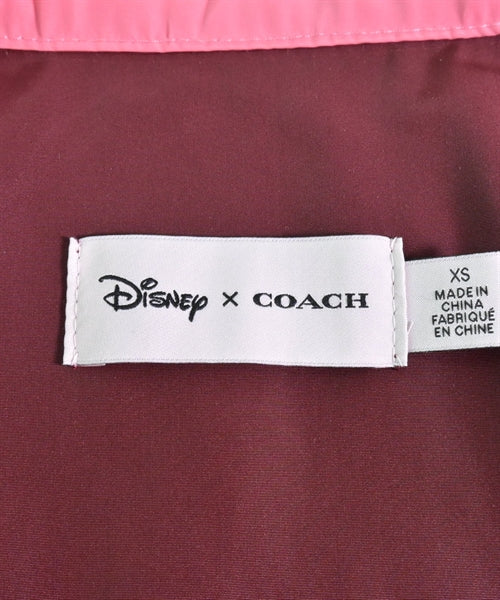 Disney × COACH
XS
MADE IN
CHINA
FABRIQUÉ
EN CHINE